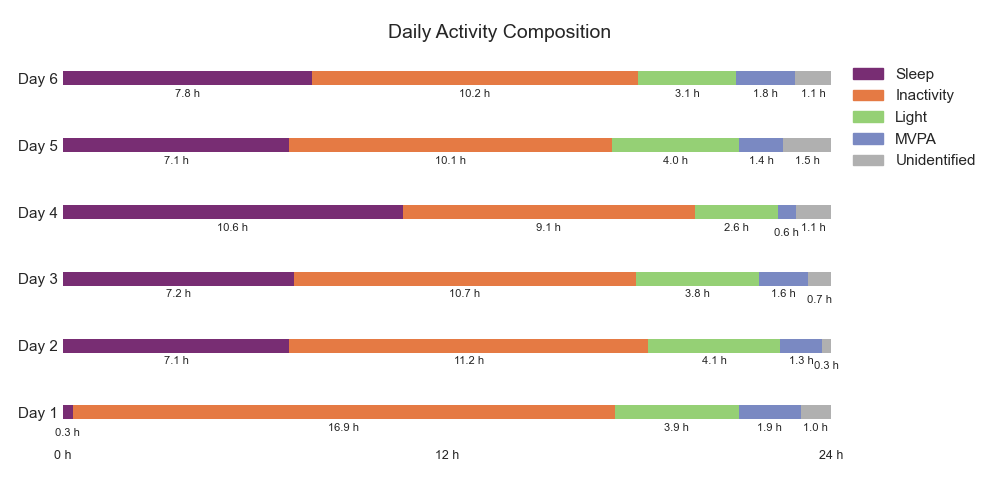 Daily Activity Composition
Day 6
7.8 h 10.2 h 3.1 h 1.8 h 1.1 h
Day 5
7.1 h 10.1 h 4.0 h 1.4 h 1.5 h
Day 4
10.6 h 9.1 h 2.6 h 0.6 h 1.1 h
Day 3
7.2 h 10.7 h 3.8 h 1.6 h 0.7 h
Day 2
7.1 h 11.2 h 4.1 h 1.3 h 0.3 h
Day 1
0.3 h 16.9 h 3.9 h 1.9 h 1.0 h
0 h 12 h 24 h
Sleep
Inactivity
Light
MVPA
Unidentified